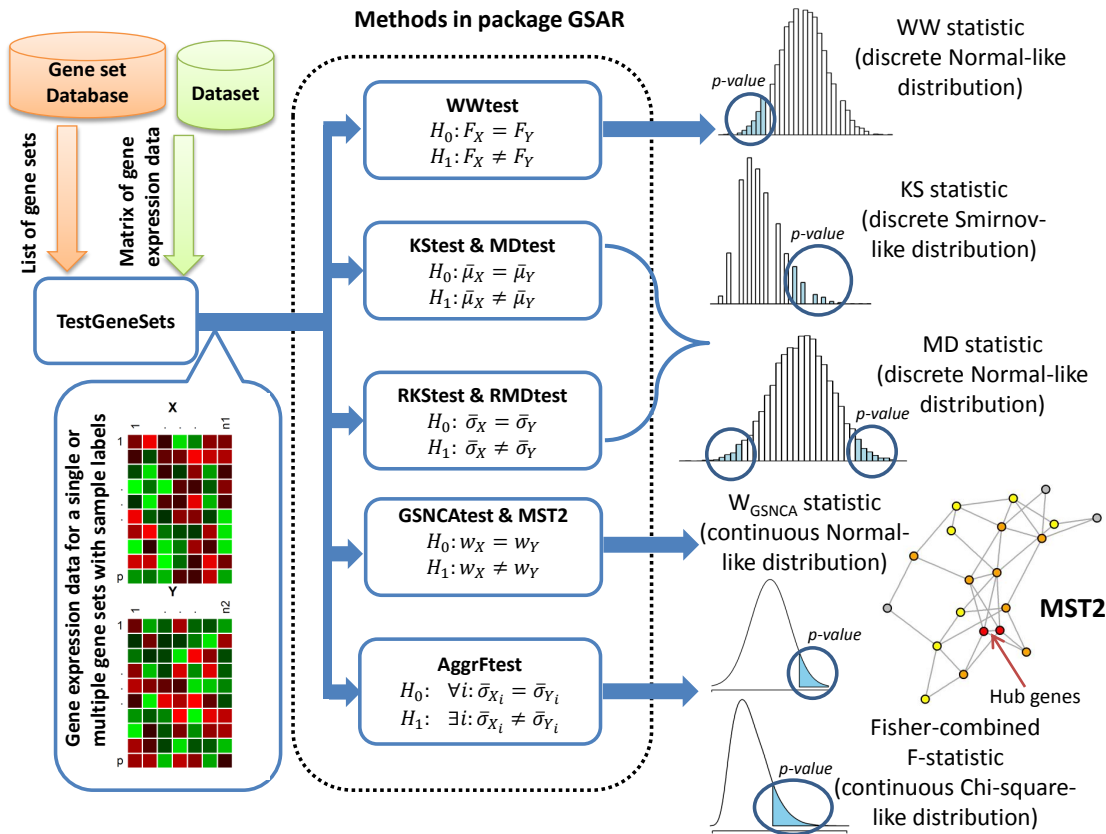 Methods in package GSAR
Gene set
Database
Dataset
List of gene sets
Matrix of gene
expression data
TestGeneSets
Gene expression data for a single or
multiple gene sets with sample labels
X
1 . . . n1
1
.
.
.
p
Y
1 . . . n2
1
.
.
.
p
WWtest
H₀: F_X = F_Y
H₁: F_X ≠ F_Y
KStest & MDtest
H₀: μ̄_X = μ̄_Y
H₁: μ̄_X ≠ μ̄_Y
RKStest & RMDtest
H₀: σ̄_X = σ̄_Y
H₁: σ̄_X ≠ σ̄_Y
GSNCAtest & MST2
H₀: w_X = w_Y
H₁: w_X ≠ w_Y
AggrFtest
H₀: ∀i: σ̄_{X_i} = σ̄_{Y_i}
H₁: ∃i: σ̄_{X_i} ≠ σ̄_{Y_i}
WW statistic
(discrete Normal-like
distribution)
p-value
KS statistic
(discrete Smirnov-
like distribution)
p-value
MD statistic
(discrete Normal-like
distribution)
p-value
W_GSNCA statistic
(continuous Normal-
like distribution)
p-value
MST2
Hub genes
Fisher-combined
F-statistic
(continuous Chi-square-
like distribution)
p-value